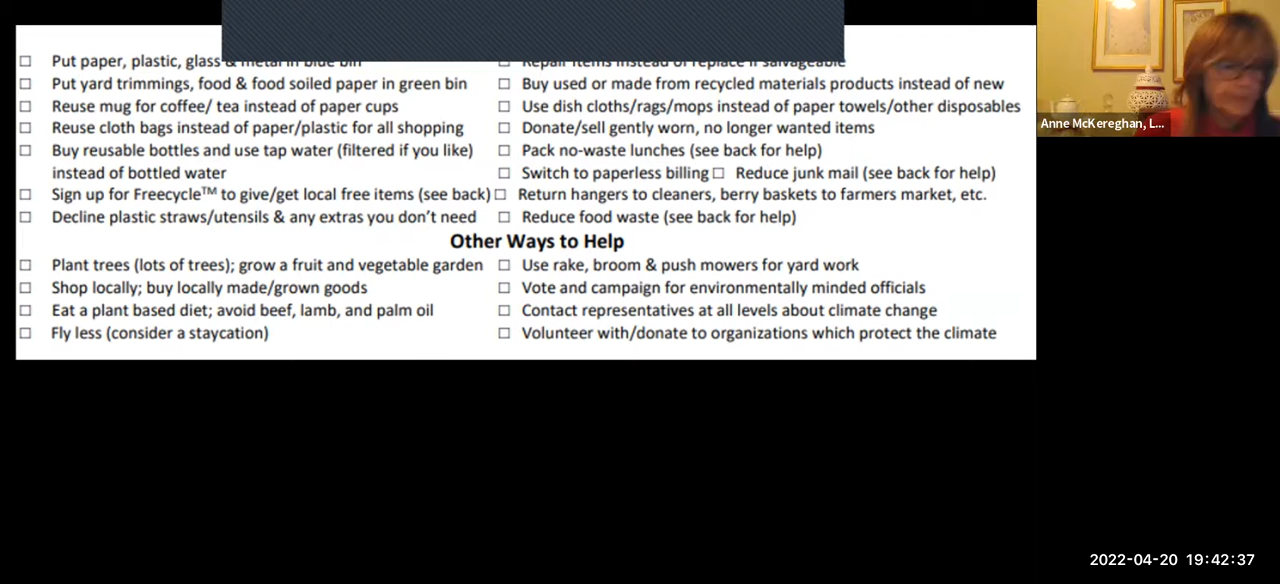 ☐ Put paper, plastic, glass & metal in blue bin ☐ Repair items instead of replace if salvageable
☐ Put yard trimmings, food & food soiled paper in green bin ☐ Buy used or made from recycled materials products instead of new
☐ Reuse mug for coffee/ tea instead of paper cups ☐ Use dish cloths/rags/mops instead of paper towels/other disposables
☐ Reuse cloth bags instead of paper/plastic for all shopping ☐ Donate/sell gently worn, no longer wanted items
☐ Buy reusable bottles and use tap water (filtered if you like) ☐ Pack no-waste lunches (see back for help)
instead of bottled water ☐ Switch to paperless billing ☐ Reduce junk mail (see back for help)
☐ Sign up for Freecycle™ to give/get local free items (see back) ☐ Return hangers to cleaners, berry baskets to farmers market, etc.
☐ Decline plastic straws/utensils & any extras you don't need ☐ Reduce food waste (see back for help)
Other Ways to Help
☐ Plant trees (lots of trees); grow a fruit and vegetable garden ☐ Use rake, broom & push mowers for yard work
☐ Shop locally; buy locally made/grown goods ☐ Vote and campaign for environmentally minded officials
☐ Eat a plant based diet; avoid beef, lamb, and palm oil ☐ Contact representatives at all levels about climate change
☐ Fly less (consider a staycation) ☐ Volunteer with/donate to organizations which protect the climate
Anne McKereghan, L...
2022-04-20 19:42:37